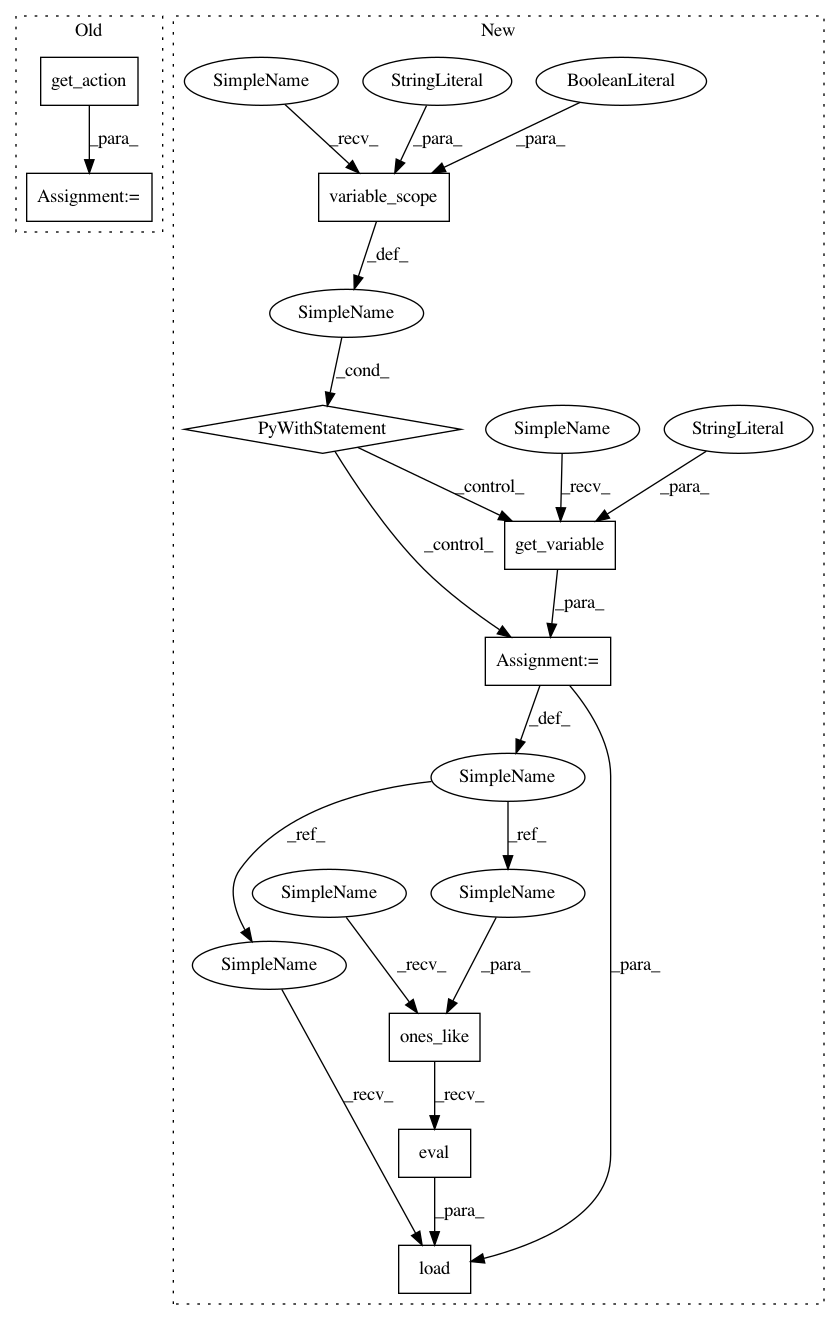 Old
New
get_action
SimpleName
StringLiteral
BooleanLiteral
_para_
_recv_
_para_
_para_
Assignment:=
variable_scope
_def_
SimpleName
_cond_
PyWithStatement
SimpleName
StringLiteral
_control_
_recv_
_para_
_control_
get_variable
_para_
Assignment:=
_def_
SimpleName
_ref_
_ref_
SimpleName
SimpleName
SimpleName
_recv_
_para_
_para_
ones_like
_recv_
_recv_
eval
_para_
load